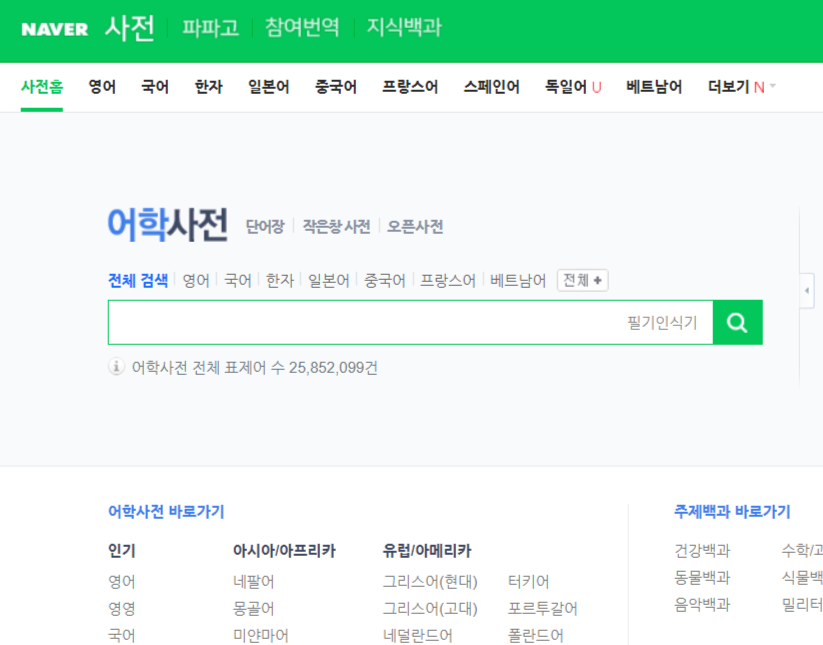 NAVER 사전 파파고 참여번역 지식백과
사전홈 영어 국어 한자 일본어 중국어 프랑스어 스페인어 독일어 U 베트남어 더보기 N
어학사전 단어장 작은창 사전 오픈사전
전체 검색 영어 국어 한자 일본어 중국어 프랑스어 베트남어 전체 +
필기인식기
어학사전 전체 표제어 수 25,852,099건
어학사전 바로가기 주제백과 바로가기
인기 아시아/아프리카 유럽/아메리카 건강백과 수학/과
영어 네팔어 그리스어(현대) 터키어 동물백과 식물백
영영 몽골어 그리스어(고대) 포르투갈어 음악백과 밀리터
국어 미얀마어 네덜란드어 폴란드어